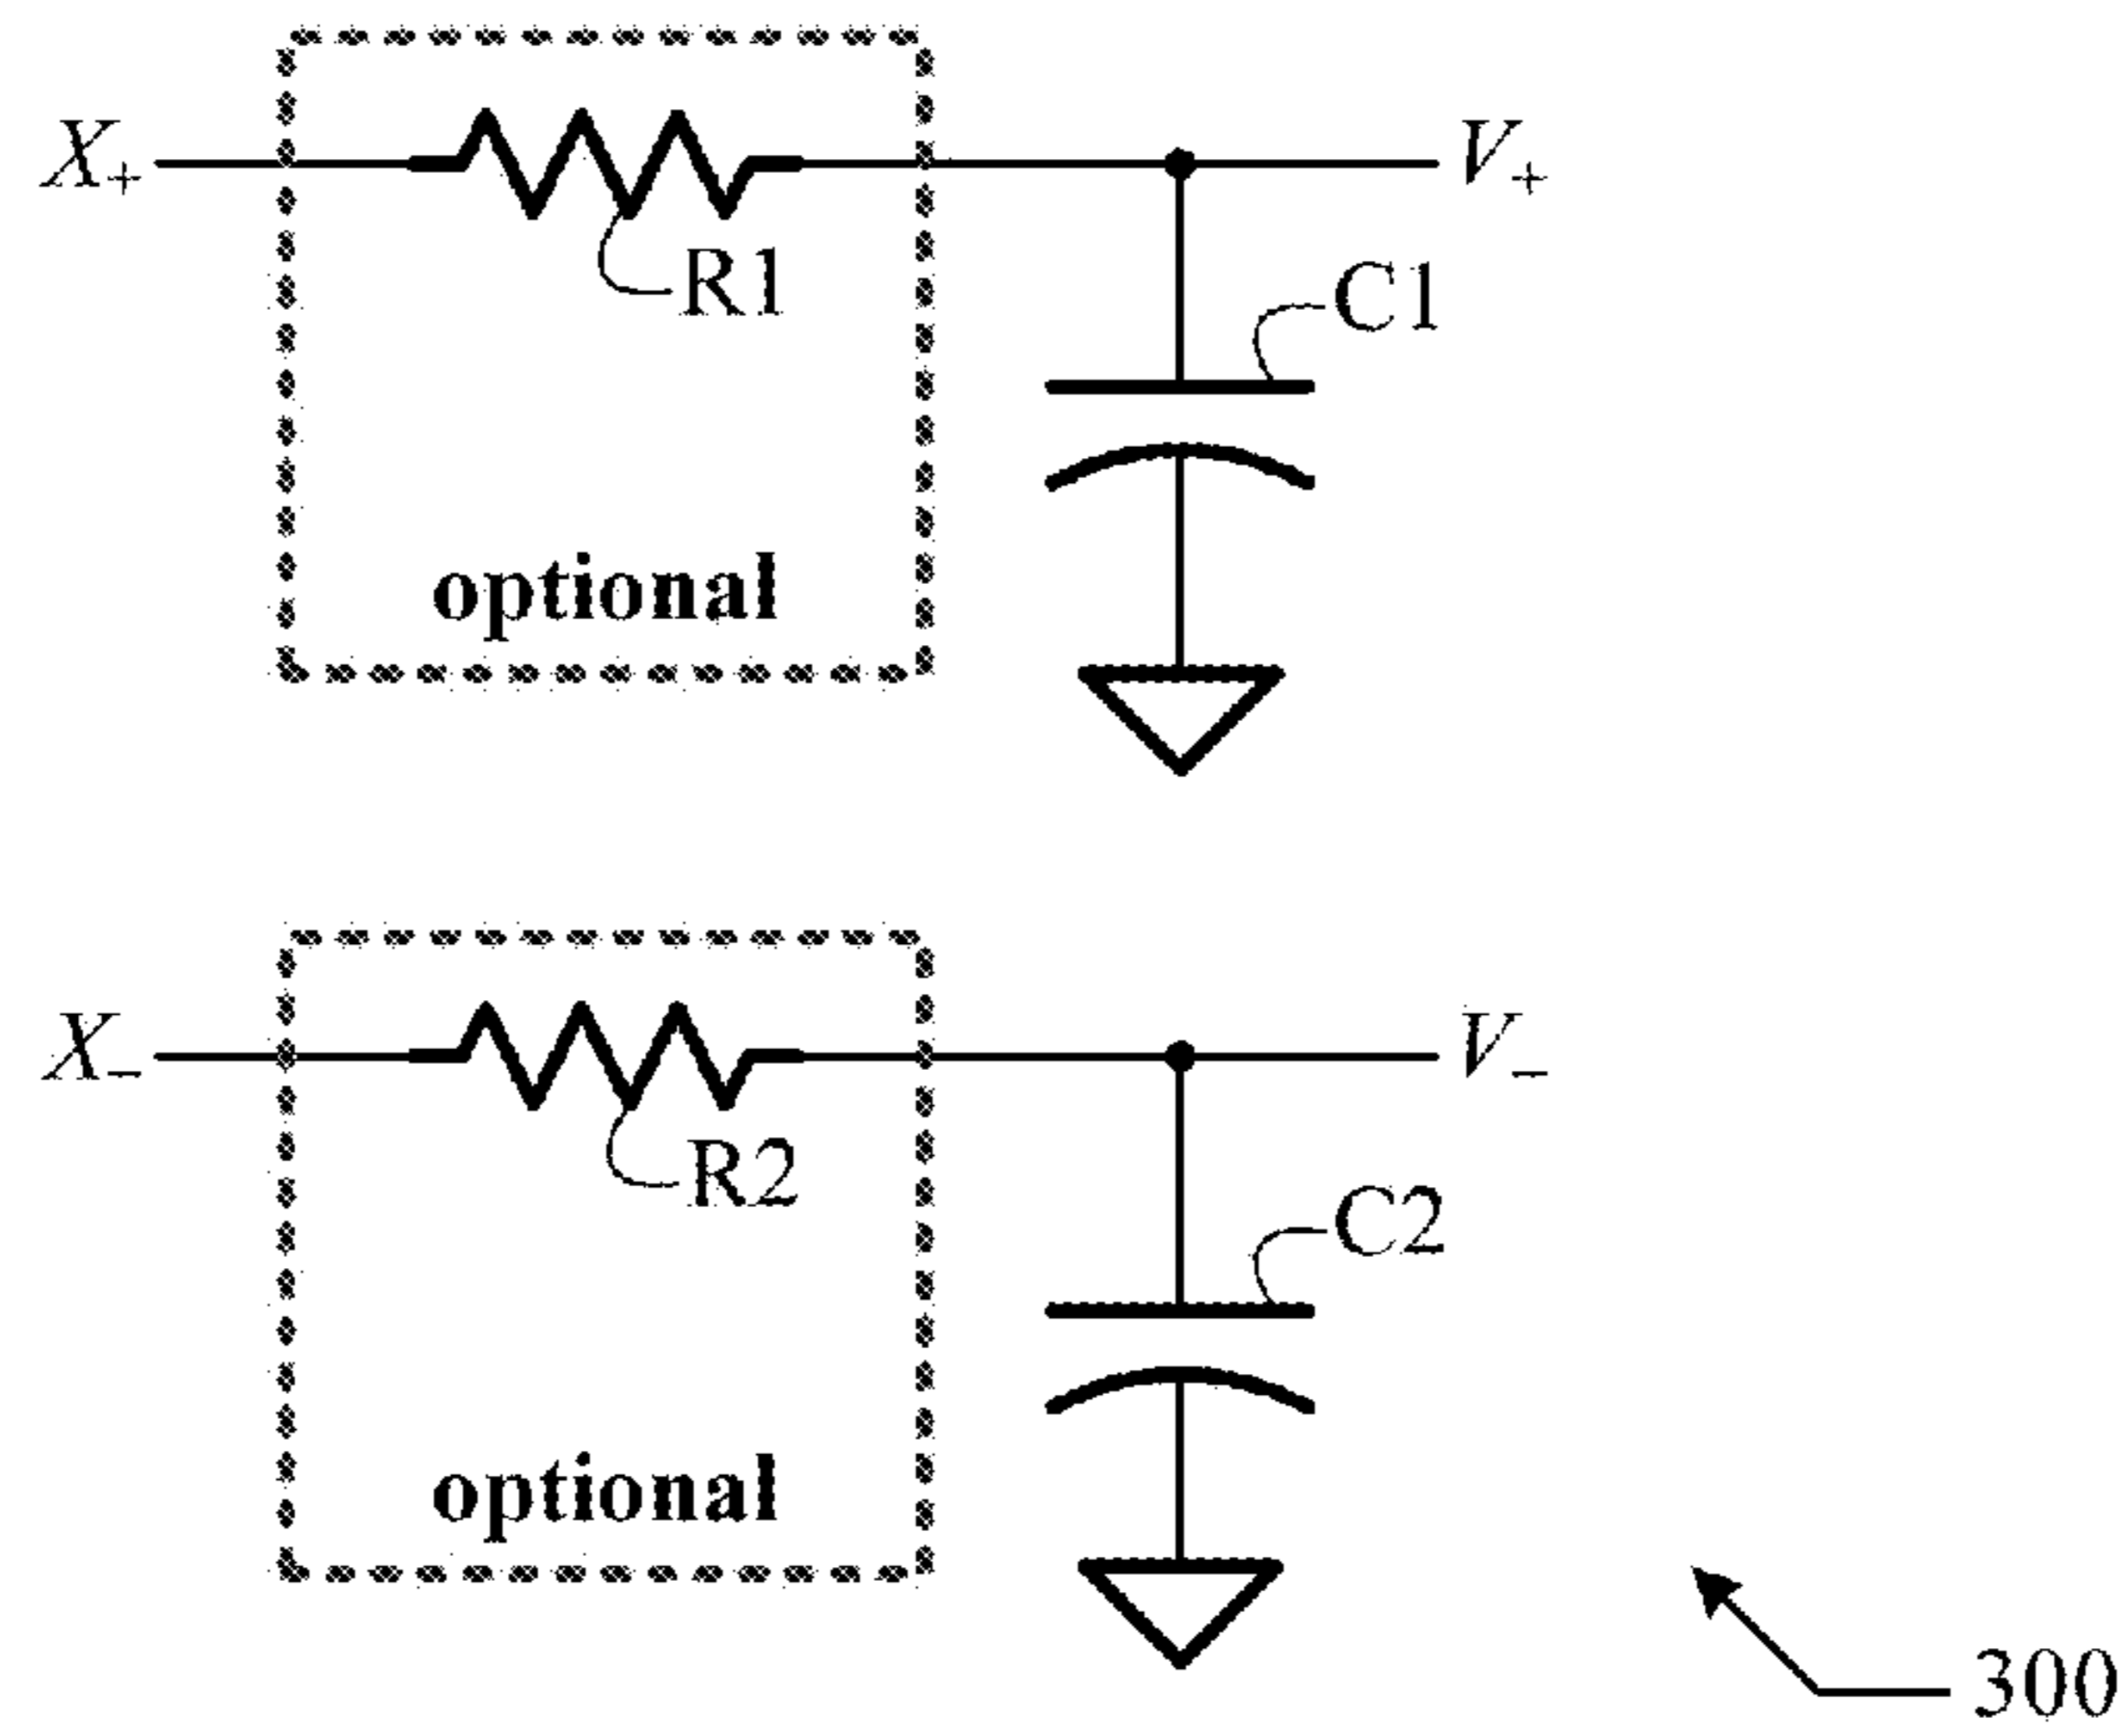 X+ V+
R1
C1
optional
X− V−
R2
C2
optional
300